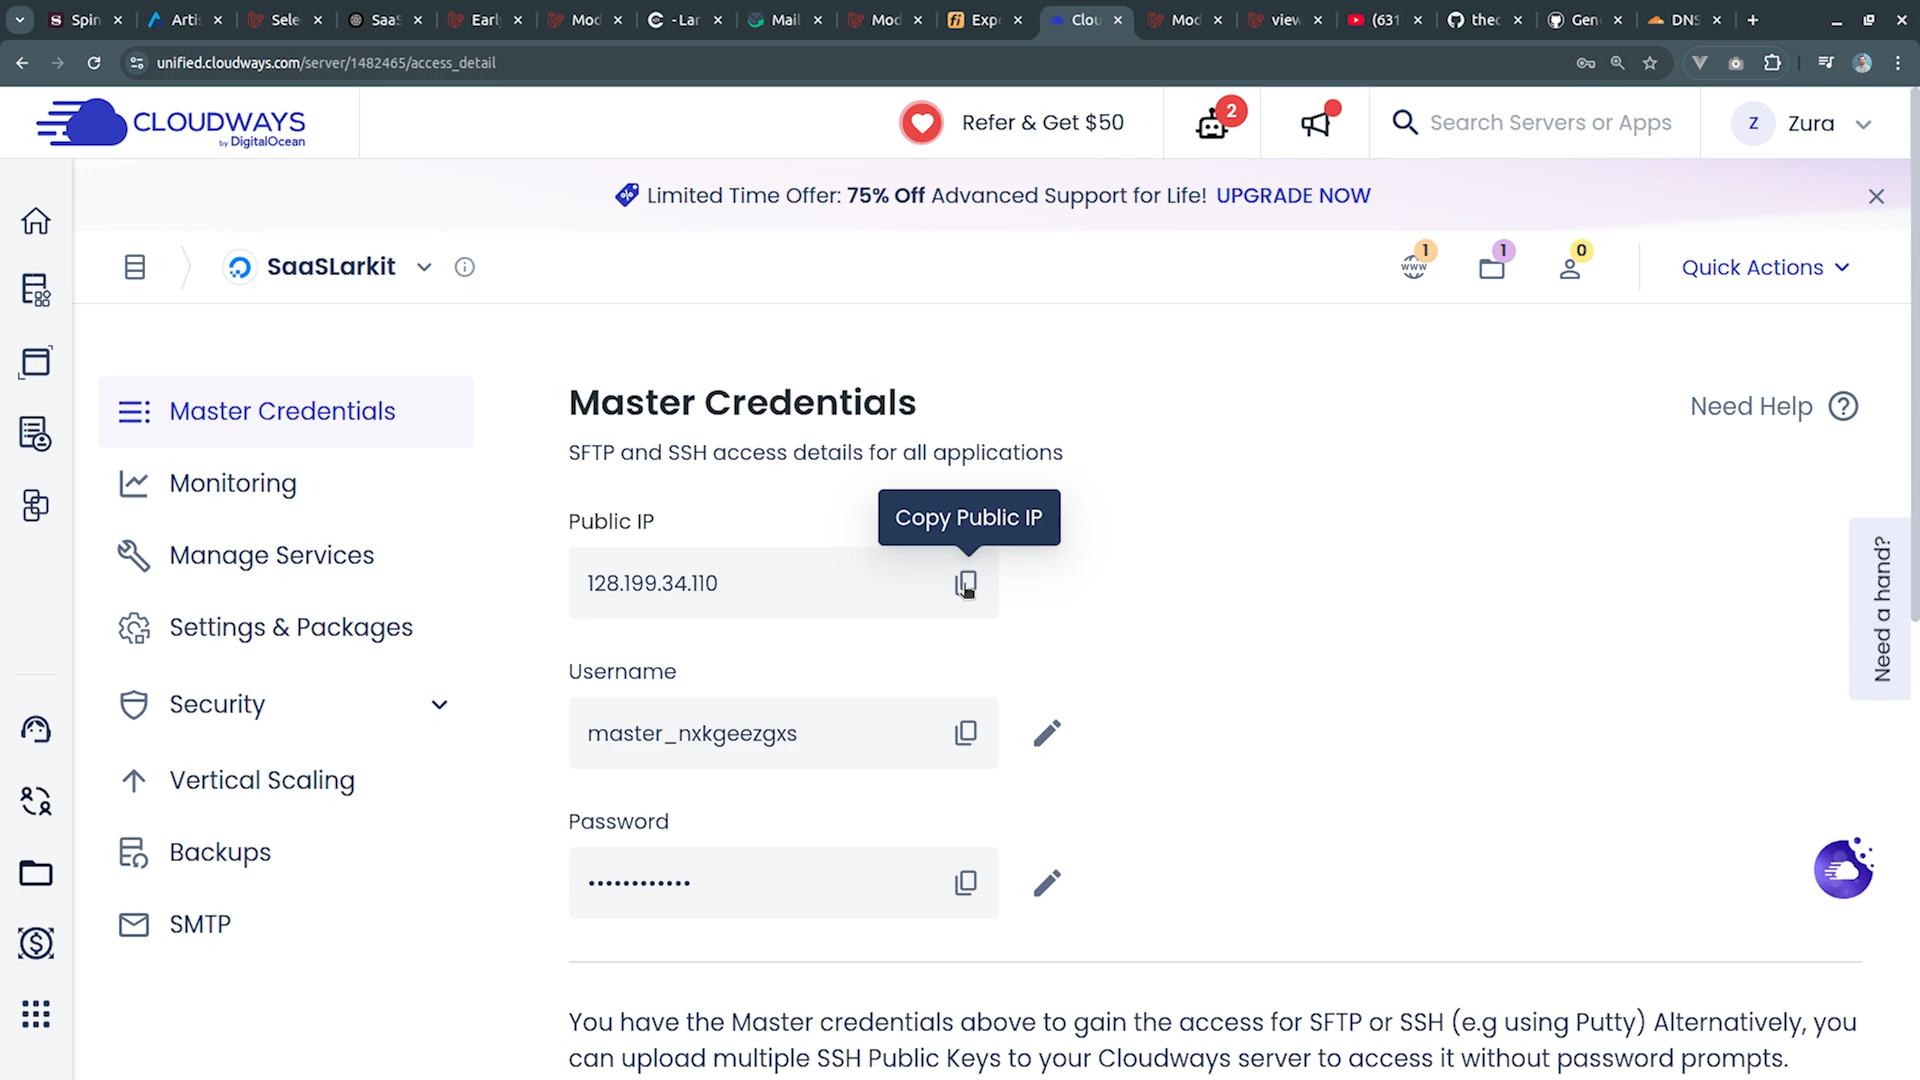 Spin
Artis
Sele
SaaS
Early
Mod
- Lar
Mail
Mod
Expo
Clou
Mod
view
(631
thec
Gen
DNS
unified.cloudways.com/server/1482465/access_detail
CLOUDWAYS
by DigitalOcean
Refer & Get $50
2
Search Servers or Apps
Z
Zura
Limited Time Offer: 75% Off Advanced Support for Life! UPGRADE NOW
SaaSLarkit
www
1
1
0
Quick Actions
Master Credentials
Monitoring
Manage Services
Settings & Packages
Security
Vertical Scaling
Backups
SMTP
Master Credentials
Need Help
SFTP and SSH access details for all applications
Copy Public IP
Public IP
128.199.34.110
Username
master_nxkgeezgxs
Password
••••••••••••
Need a hand?
You have the Master credentials above to gain the access for SFTP or SSH (e.g using Putty) Alternatively, you
can upload multiple SSH Public Keys to your Cloudways server to access it without password prompts.